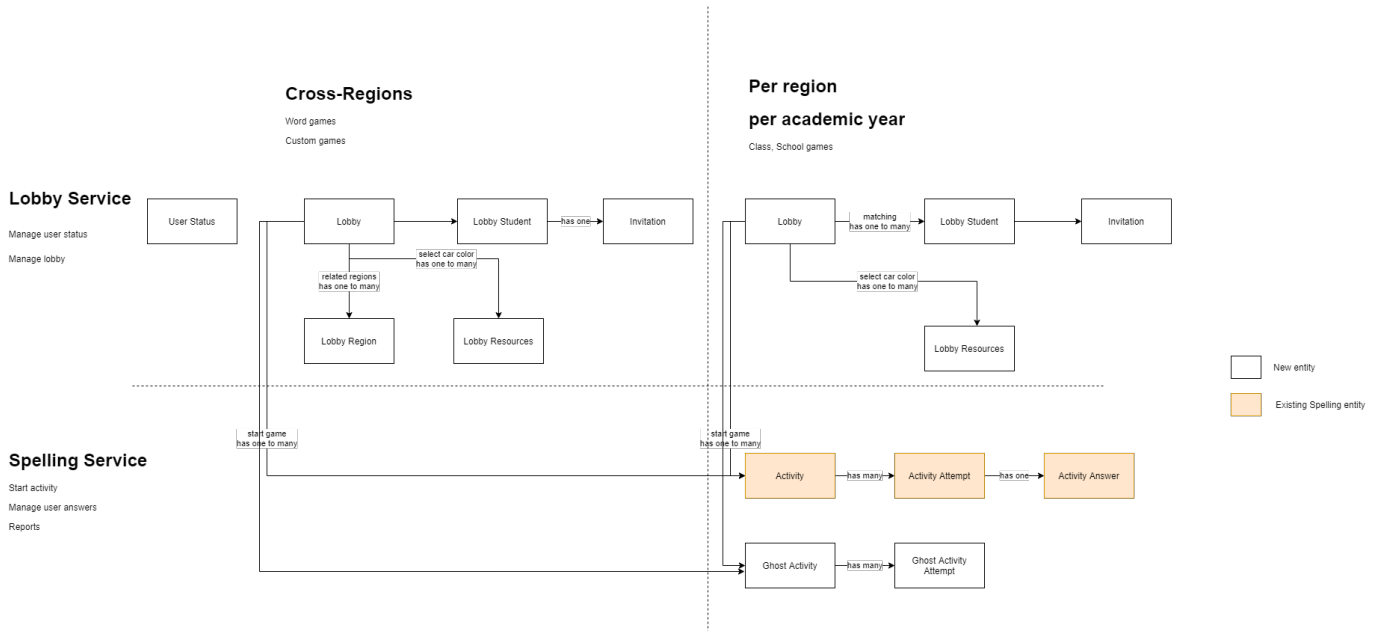 Cross-Regions
Word games
Custom games
Per region
per academic year
Class, School games
Lobby Service
Manage user status
Manage lobby
User Status
Lobby
Lobby Student
has one
Invitation
select car color
has one to many
related regions
has one to many
Lobby Region
Lobby Resources
Lobby
matching
has one to many
Lobby Student
Invitation
select car color
has one to many
Lobby Resources
New entity
Existing Spelling entity
start game
has one to many
start game
has one to many
Spelling Service
Start activity
Manage user answers
Reports
Activity
has many
Activity Attempt
has one
Activity Answer
Ghost Activity
has many
Ghost Activity
Attempt